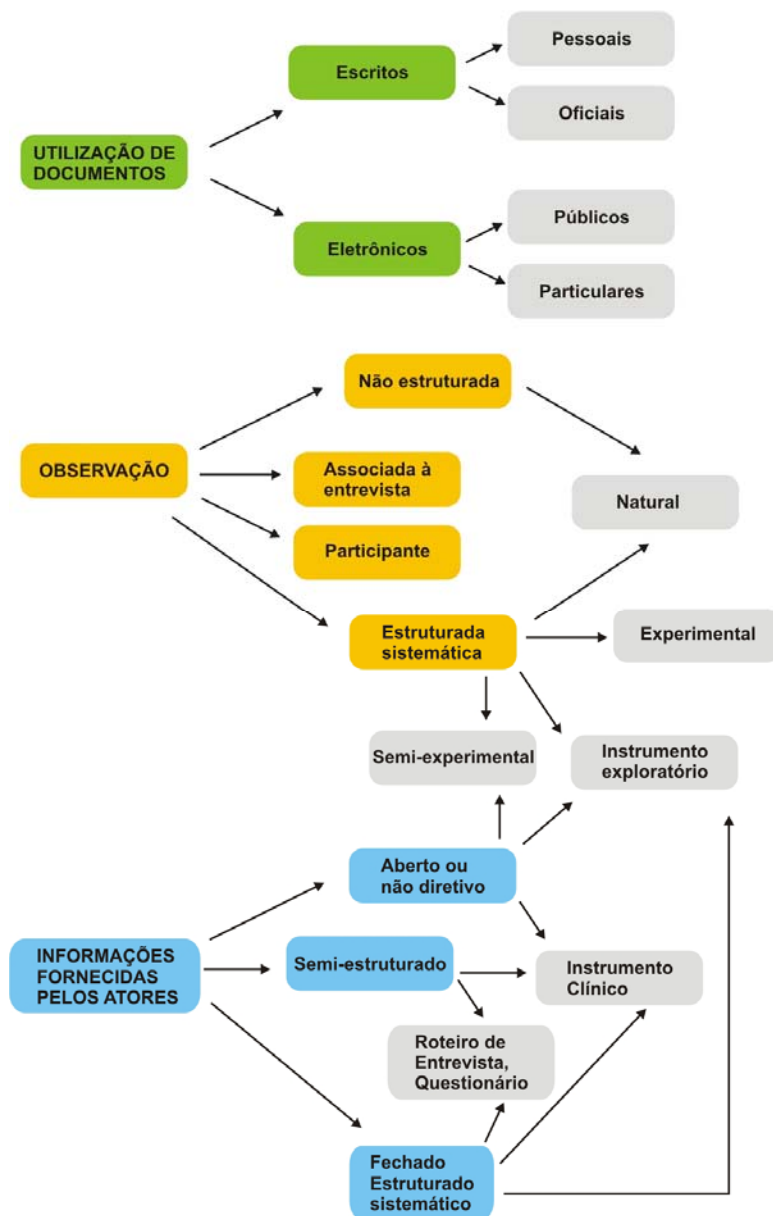 Pessoais
Escritos
Oficiais
UTILIZAÇÃO DE
DOCUMENTOS
Públicos
Eletrônicos
Particulares
Não estruturada
OBSERVAÇÃO
Associada à
entrevista
Natural
Participante
Estruturada
sistemática
Experimental
Semi-experimental
Instrumento
exploratório
Aberto ou
não diretivo
INFORMAÇÕES
FORNECIDAS
PELOS ATORES
Semi-estruturado
Instrumento
Clínico
Roteiro de
Entrevista,
Questionário
Fechado
Estruturado
sistemático